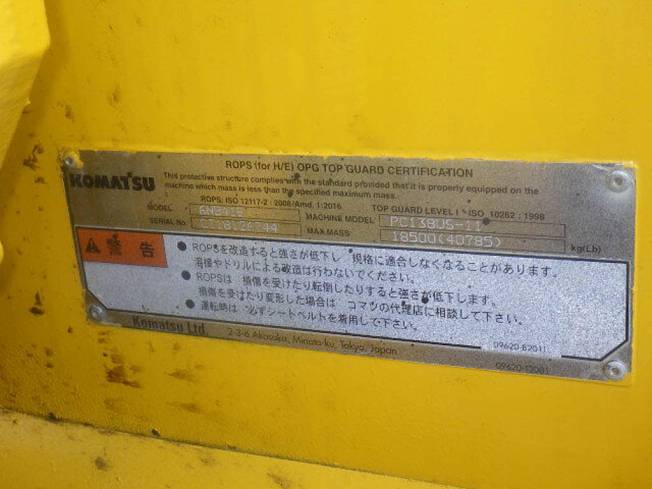 KOMATSU
ROPS (for H/E) OPG TOP GUARD CERTIFICATION
This protective structure complies with the standard provided that it is properly equipped on the
machine which mass is less than the specified maximum mass.
ROPS: ISO 12117-2 : 2008/Amd. 1:2016 TOP GUARD LEVEL I : ISO 10262 : 1998
MODEL MACHINE MODEL PC138US-11
SERIAL No. MAX.MASS 18500(40785) kg(Lb)
警告
● ROPSを改造すると強さが低下し 規格に適合しなくなることがあります。
溶接やドリルによる改造は行わないでください。
● ROPSは 損傷を受けたり転倒したりすると強さが低下します。
損傷を受けたり変形した場合は コマツの代理店に相談して下さい。
● 運転時は 必ずシートベルトを着用して下さい。
Komatsu Ltd. 2-3-6 Akasaka, Minato-ku, Tokyo, Japan
09620-B2011
09620-12001